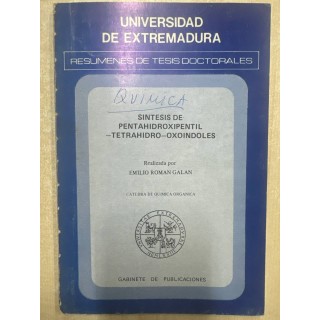 UNIVERSIDAD
DE EXTREMADURA
RESUMENES DE TESIS DOCTORALES
QUIMICA
SINTESIS DE
PENTAHIDROXIPENTIL
-TETRAHIDRO-OXOINDOLES
Realizada por
EMILIO ROMAN GALAN
CATEDRA DE QUIMICA ORGANICA
GABINETE DE PUBLICACIONES